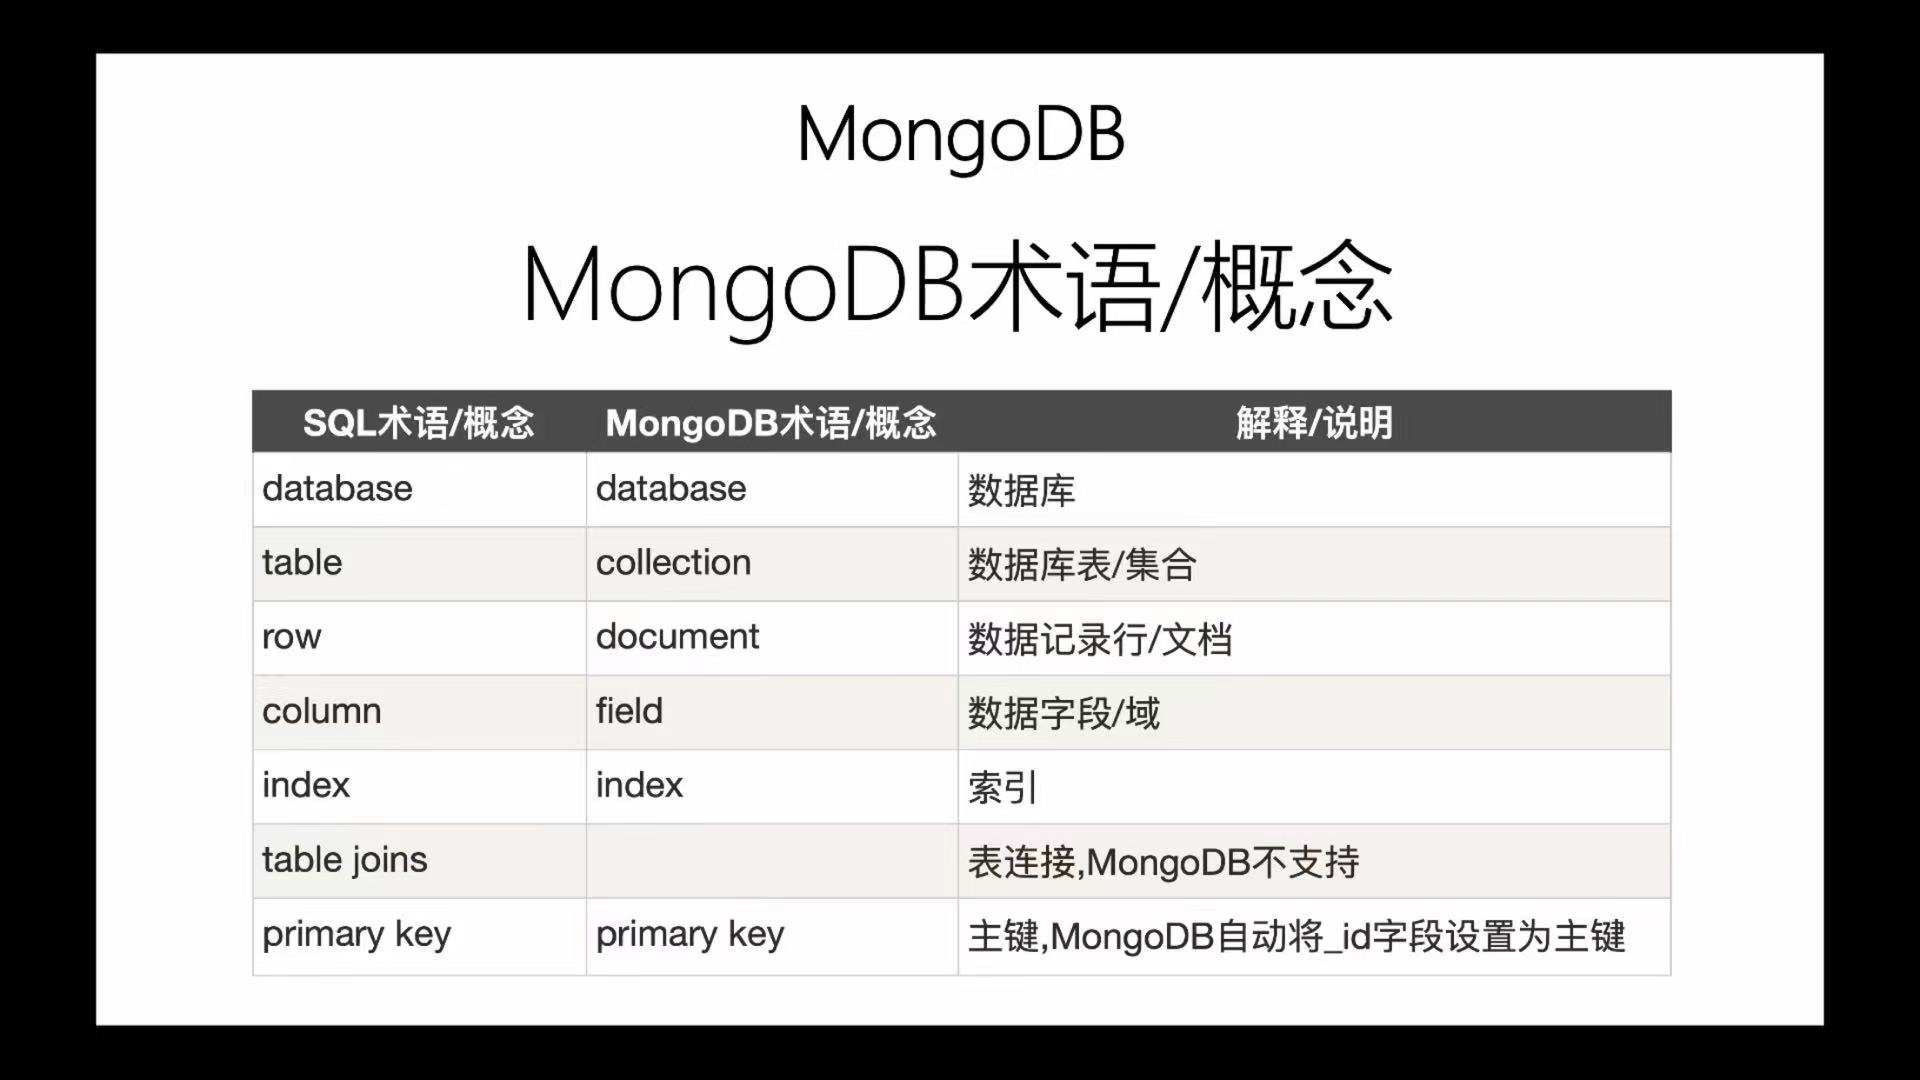 MongoDB
MongoDB术语/概念
SQL术语/概念 MongoDB术语/概念 解释/说明
database database 数据库
table collection 数据库表/集合
row document 数据记录行/文档
column field 数据字段/域
index index 索引
table joins 表连接,MongoDB不支持
primary key primary key 主键,MongoDB自动将_id字段设置为主键